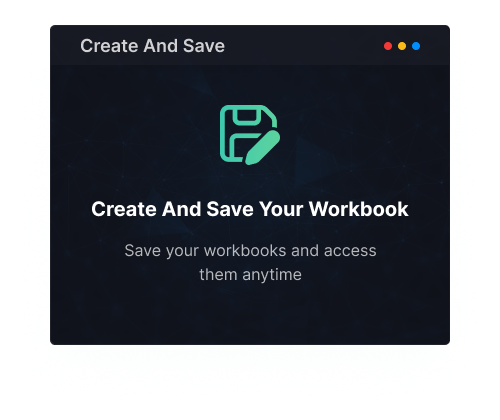 Create And Save
Create And Save Your Workbook
Save your workbooks and access
them anytime